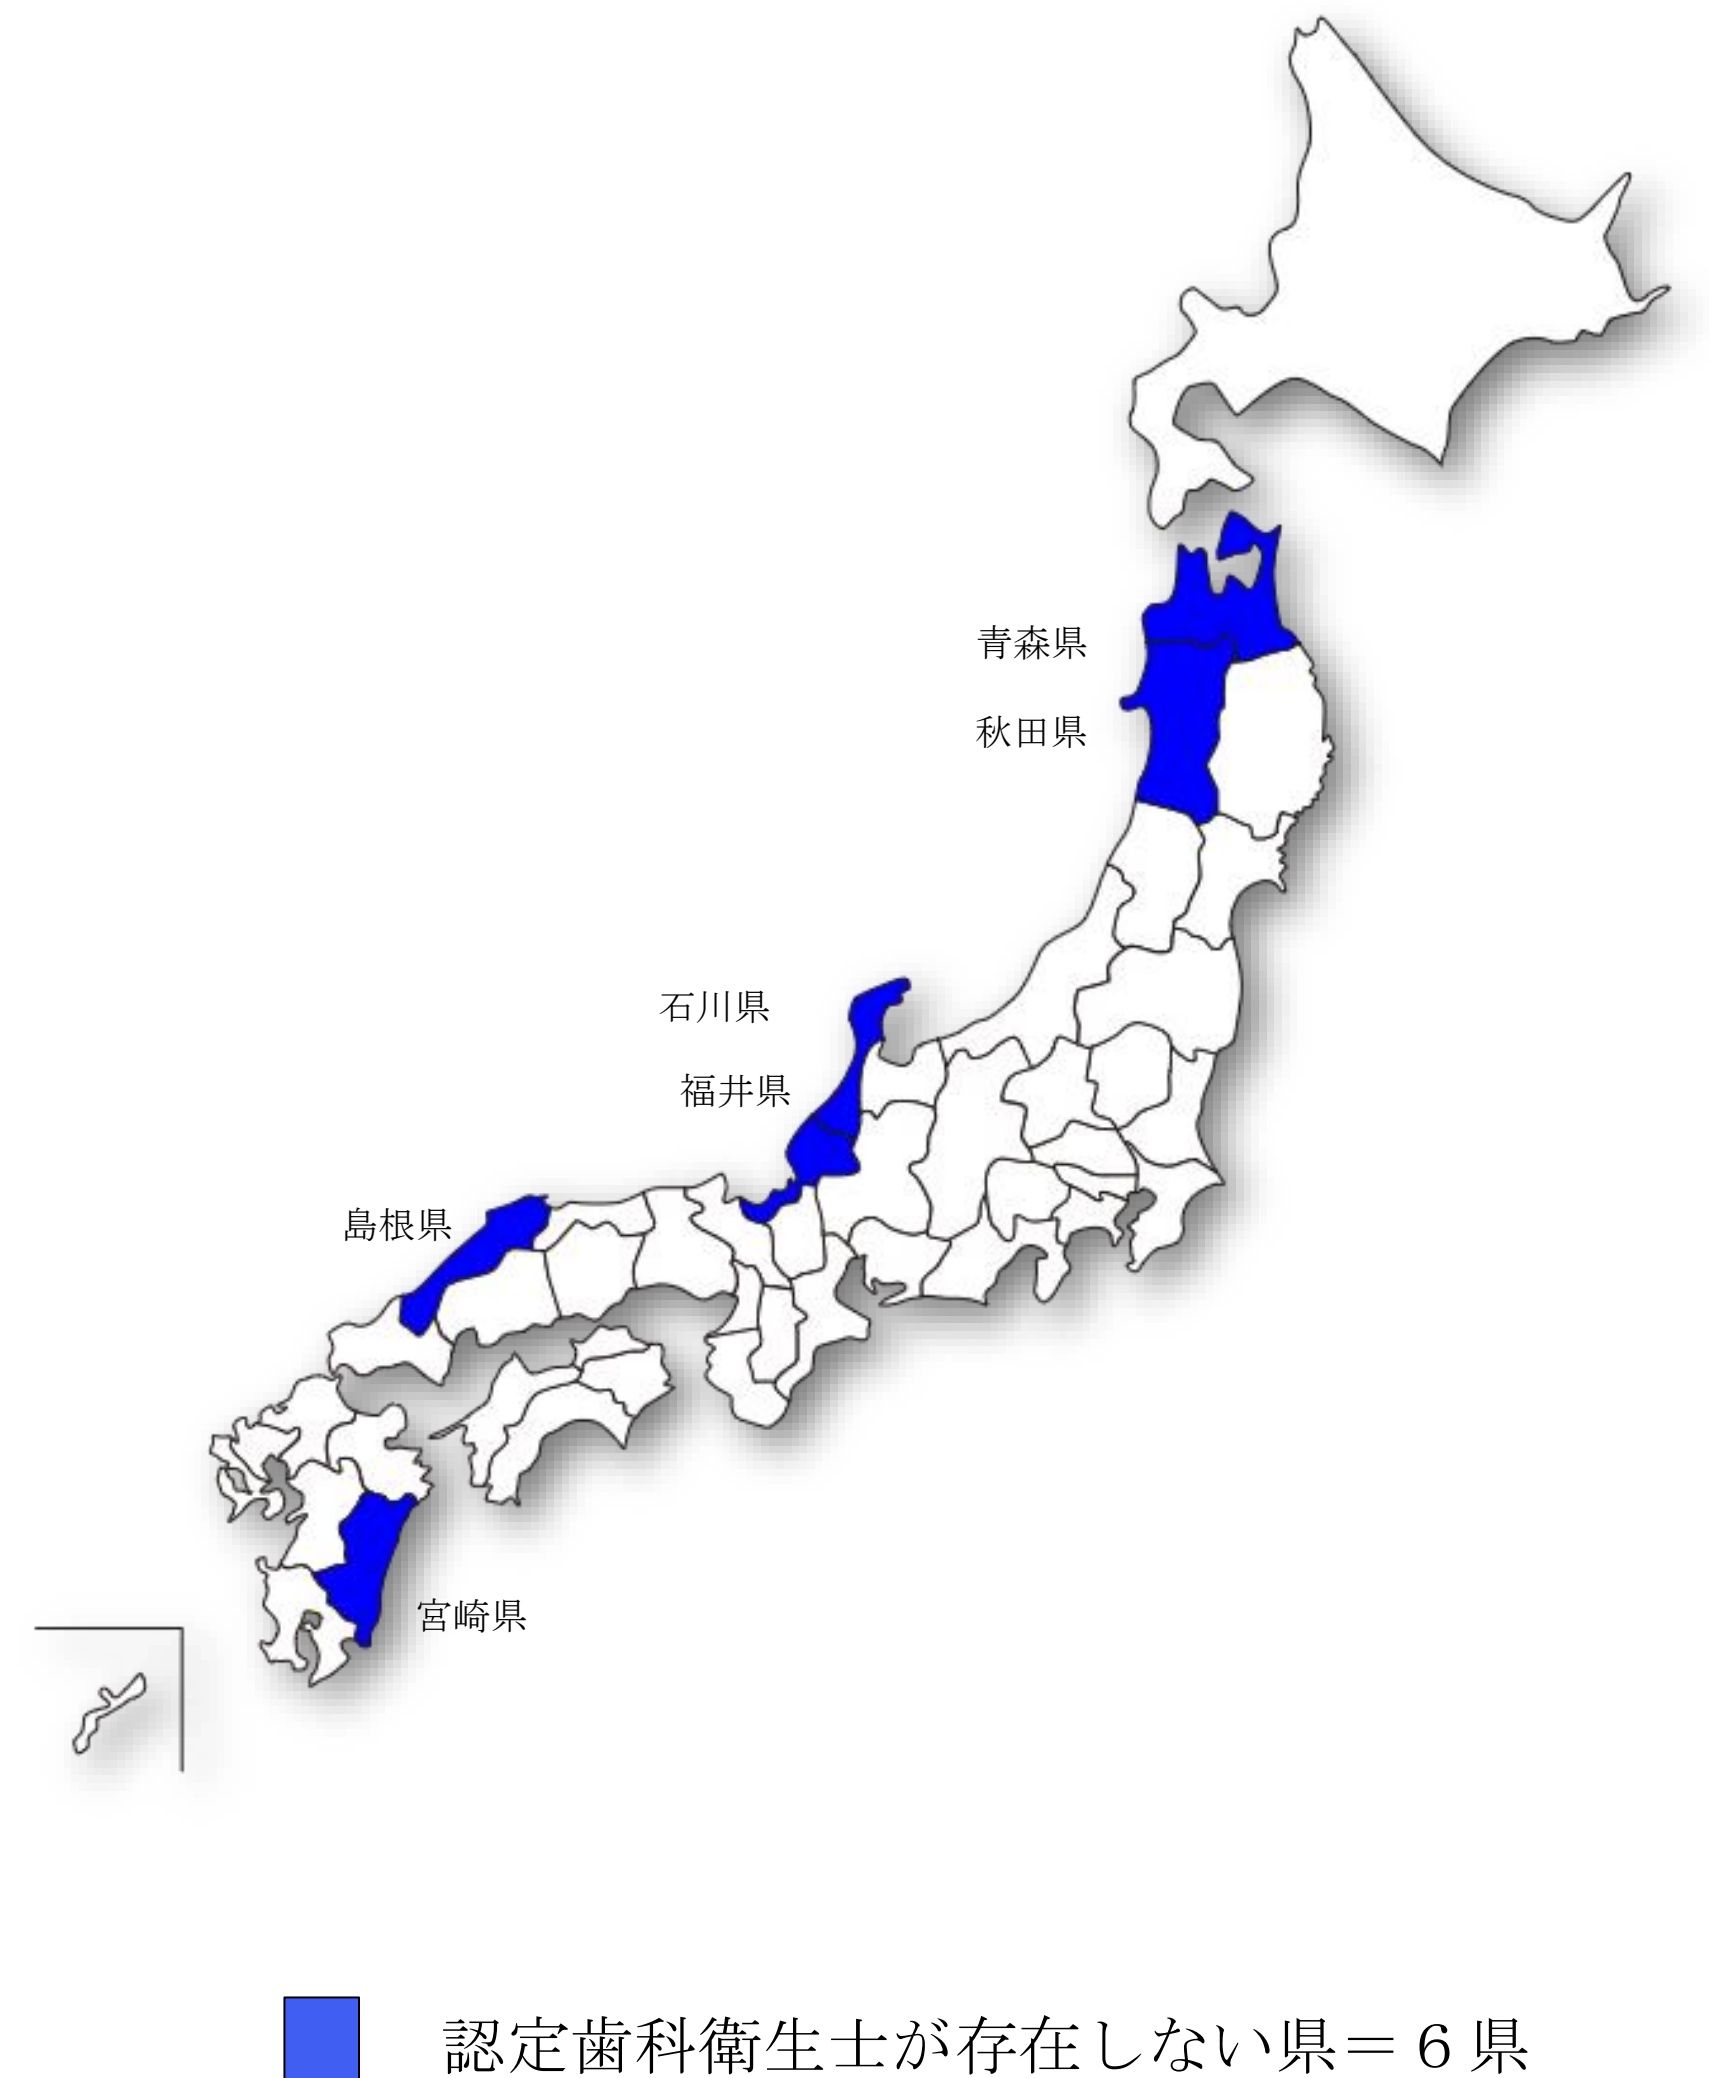 青森県
秋田県
石川県
福井県
島根県
宮崎県
認定歯科衛生士が存在しない県＝６県